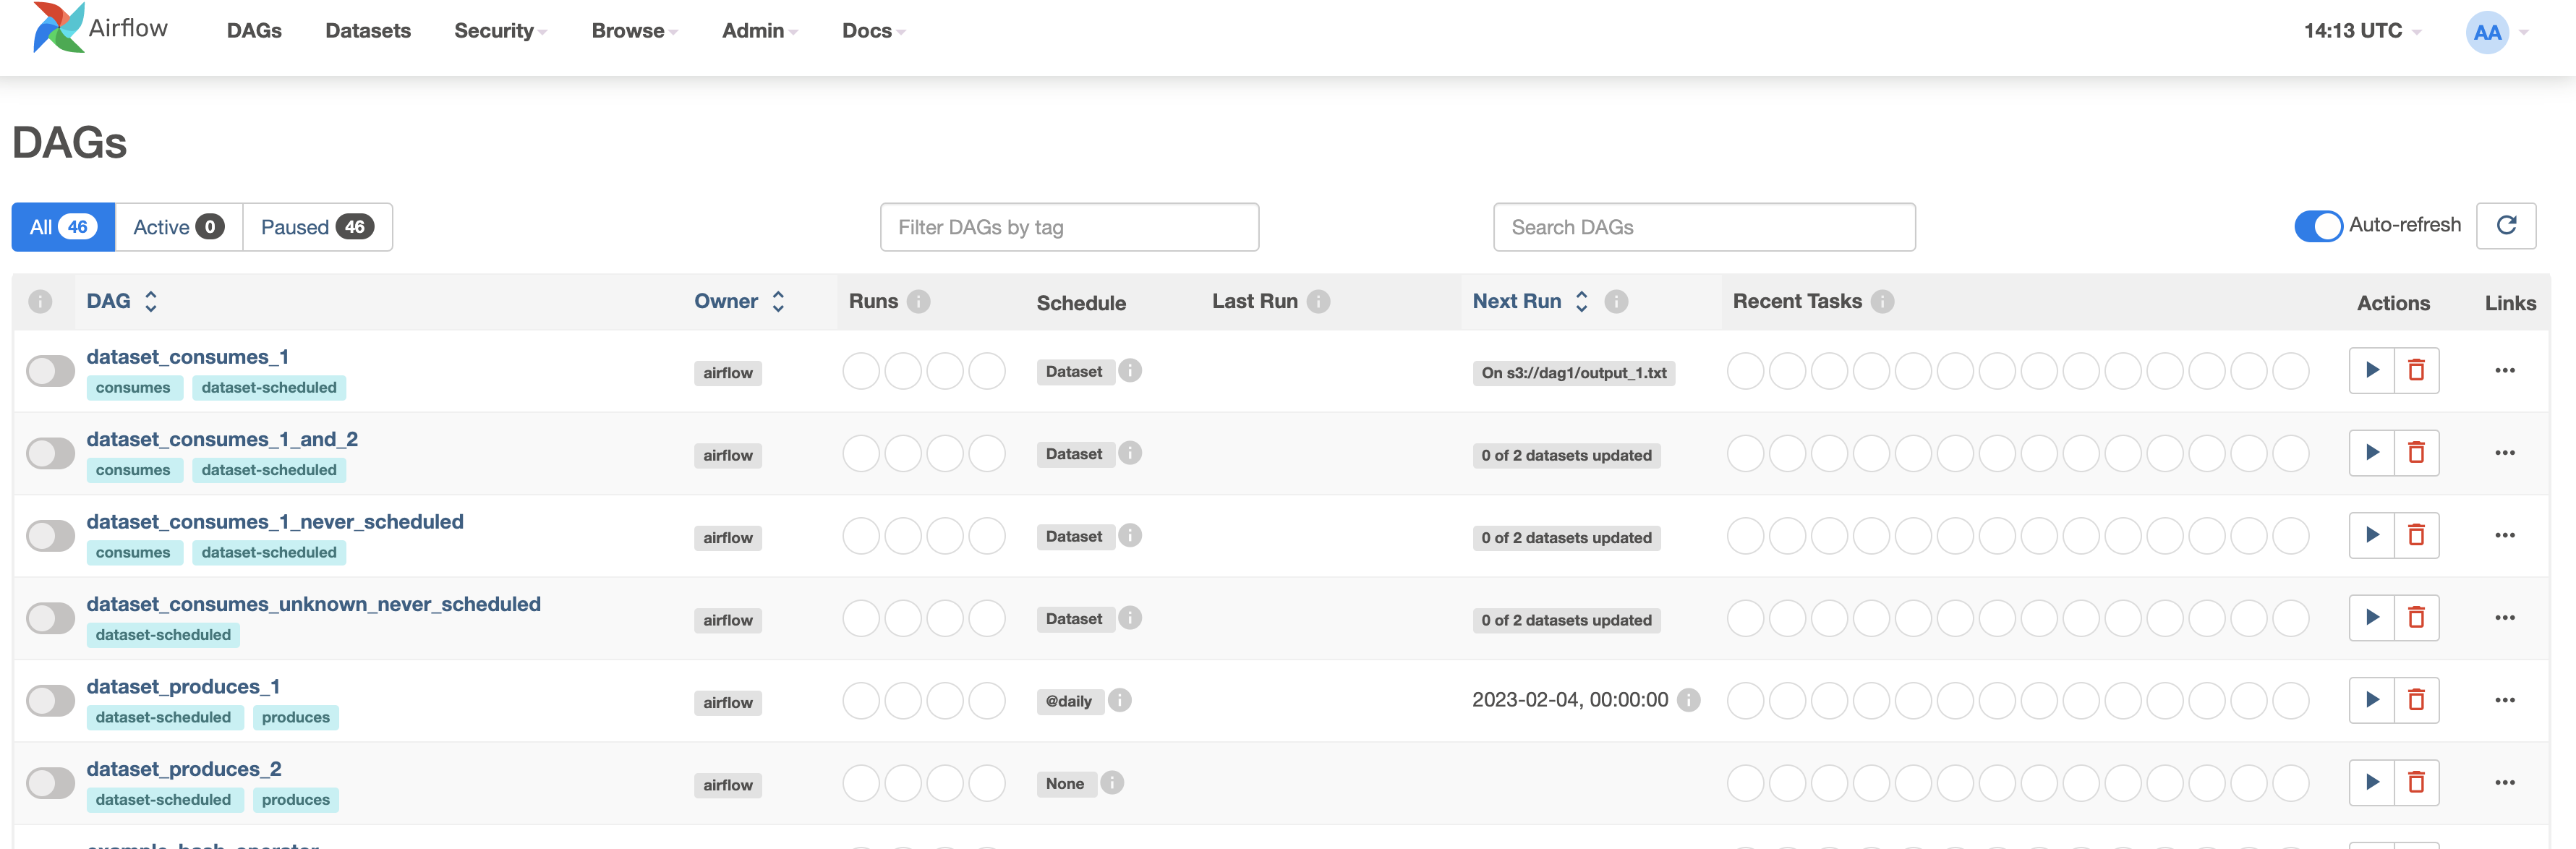 Airflow DAGs Datasets Security Browse Admin Docs 14:13 UTC AA
DAGs
All 46 Active 0 Paused 46 Filter DAGs by tag Search DAGs Auto-refresh
DAG Owner Runs Schedule Last Run Next Run Recent Tasks Actions Links
dataset_consumes_1
airflow Dataset On s3://dag1/output_1.txt
consumes dataset-scheduled
dataset_consumes_1_and_2
airflow Dataset 0 of 2 datasets updated
consumes dataset-scheduled
dataset_consumes_1_never_scheduled
airflow Dataset 0 of 2 datasets updated
consumes dataset-scheduled
dataset_consumes_unknown_never_scheduled
airflow Dataset 0 of 2 datasets updated
dataset-scheduled
dataset_produces_1
airflow @daily 2023-02-04, 00:00:00
dataset-scheduled produces
dataset_produces_2
airflow None
dataset-scheduled produces